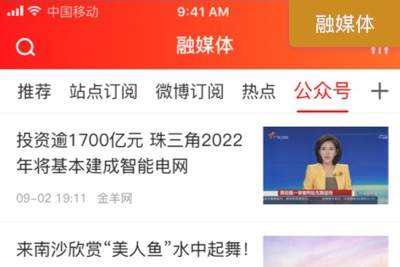 中国移动 9:41 AM
融媒体
融媒体
推荐 站点订阅 微博订阅 热点 公众号 +
投资逾1700亿元 珠三角2022
年将基本建成智能电网
09-02 19:11 金羊网
来南沙欣赏“美人鱼”水中起舞!